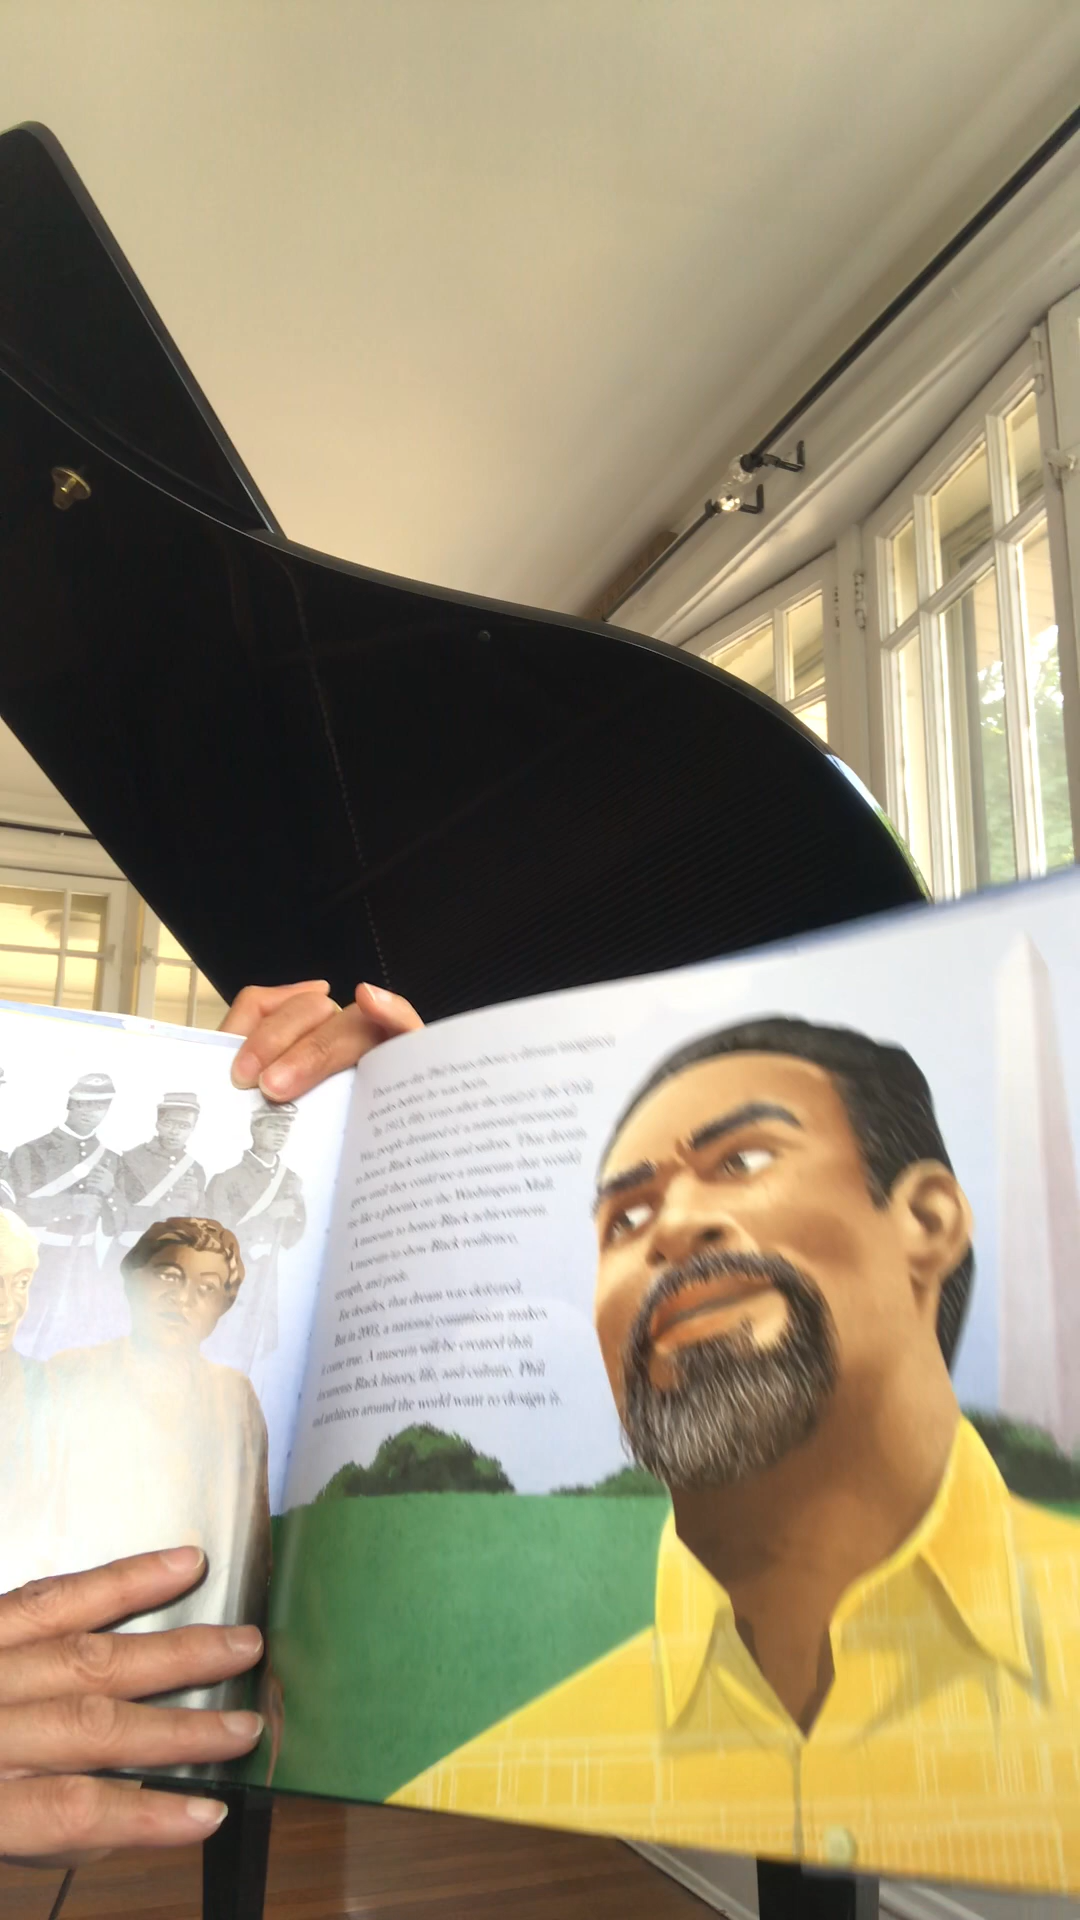 Then one day Phil hears about a dream imagined
decades before he was born.
In 1915, fifty years after the end of the Civil
War, people dreamed of a national memorial
to honor Black soldiers and sailors. That dream
grew until they could see a museum that would
rise like a phoenix on the Washington Mall.
A museum to honor Black achievement.
A museum to show Black resilience,
strength, and pride.
For decades, that dream was deferred.
But in 2003, a national commission makes
it come true. A museum will be created that
documents Black history, life, and culture. Phil
and architects around the world want to design it.